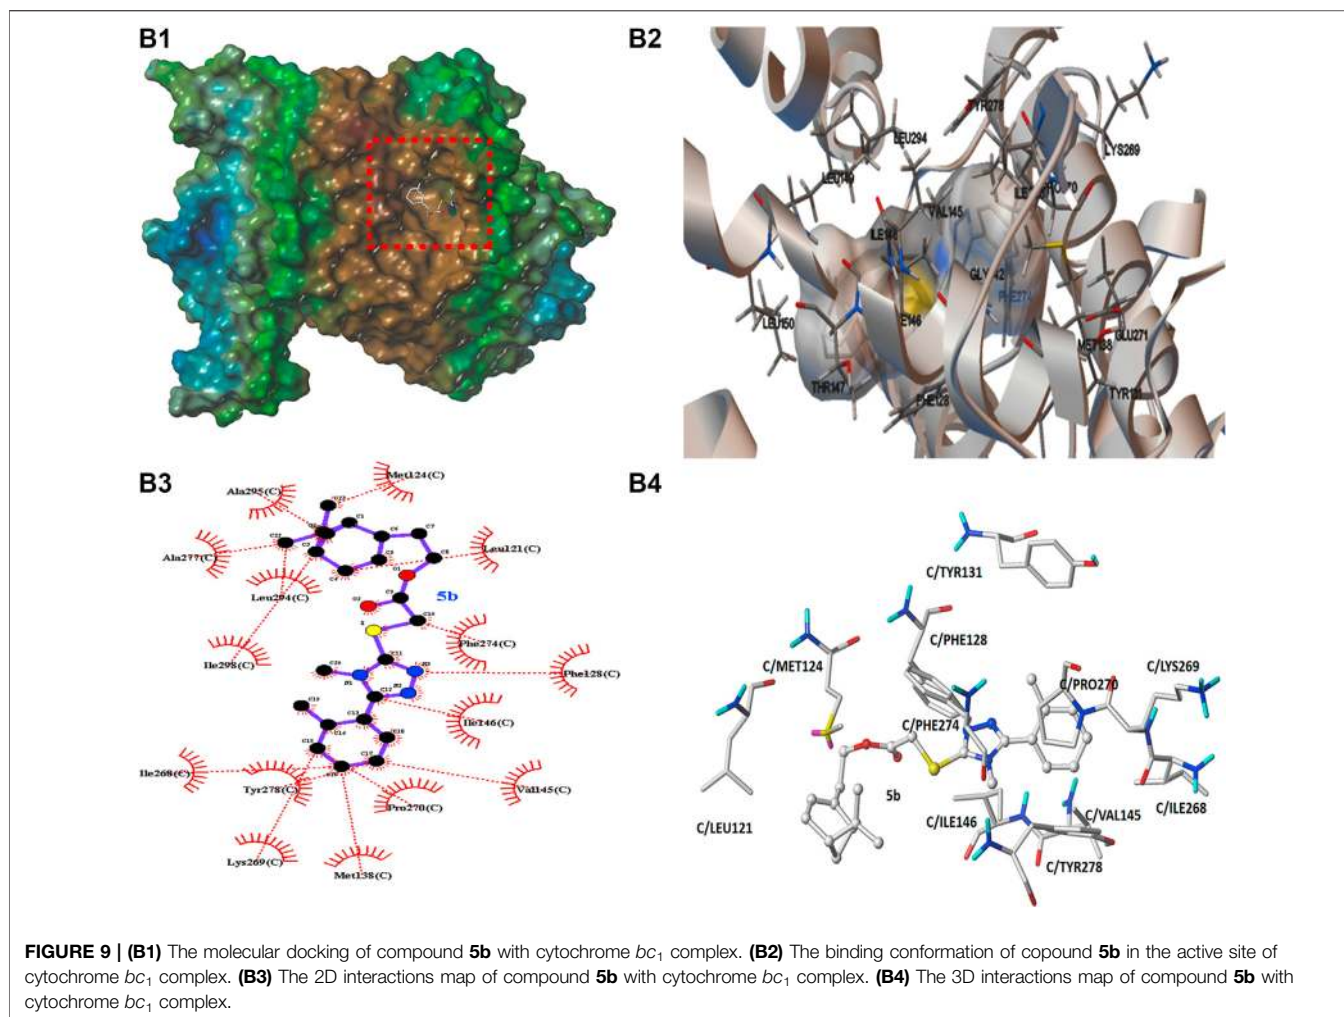 B1
B2
TYR278
LEU294
LYS269
LEU149
VAL145
GLY142
PHE274
E146
LEU150
MET138
GLU271
THR147
PHE128
TYR131
B3
Met124(C)
Ala295(C)
Leu121(C)
Ala277(C)
Leu294(C)
5b
Phe274(C)
Ile298(C)
Phe128(C)
Ile146(C)
Ile268(C)
Tyr278(C)
Val145(C)
Pro270(C)
Lys269(C)
Met138(C)
B4
C/TYR131
C/PHE128
C/MET124
C/LYS269
C/PRO270
C/PHE274
5b
C/LEU121
C/ILE146
C/VAL145
C/ILE268
C/TYR278
FIGURE 9 | (B1) The molecular docking of compound 5b with cytochrome bc1 complex. (B2) The binding conformation of copound 5b in the active site of
cytochrome bc1 complex. (B3) The 2D interactions map of compound 5b with cytochrome bc1 complex. (B4) The 3D interactions map of compound 5b with
cytochrome bc1 complex.